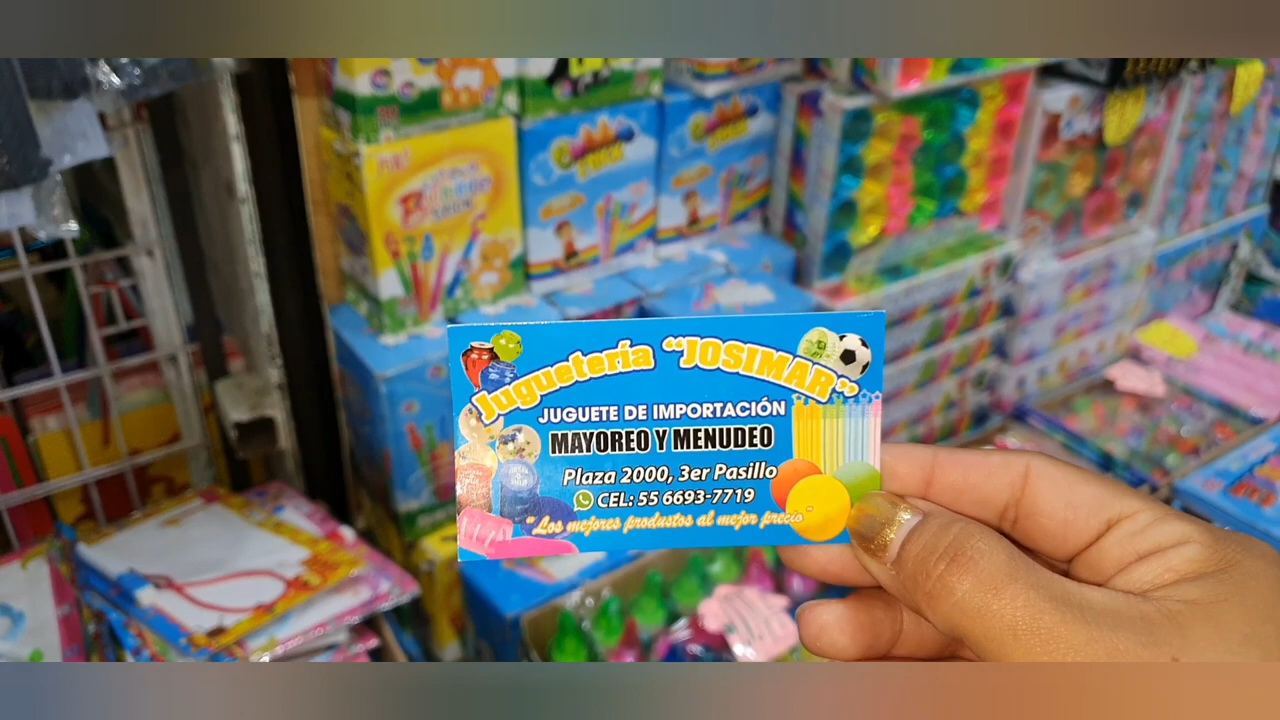 Juguetería "JOSIMAR"
JUGUETE DE IMPORTACIÓN
MAYOREO Y MENUDEO
Plaza 2000, 3er Pasillo
CEL: 55 6693-7719
"Los mejores produstos al mejor precio"